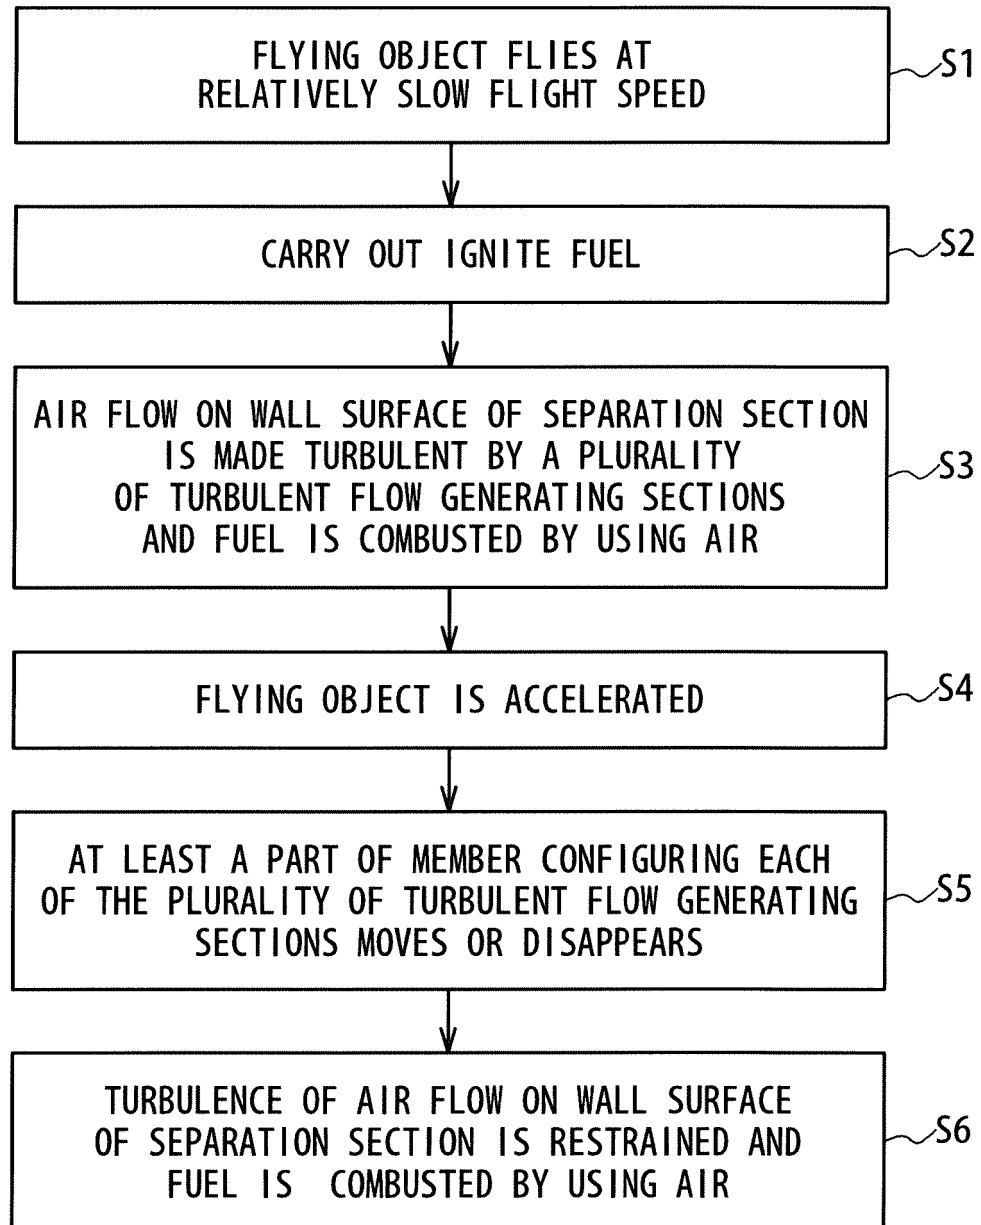 FLYING OBJECT FLIES AT
RELATIVELY SLOW FLIGHT SPEED
S1
CARRY OUT IGNITE FUEL
S2
AIR FLOW ON WALL SURFACE OF SEPARATION SECTION
IS MADE TURBULENT BY A PLURALITY
OF TURBULENT FLOW GENERATING SECTIONS
AND FUEL IS COMBUSTED BY USING AIR
S3
FLYING OBJECT IS ACCELERATED
S4
AT LEAST A PART OF MEMBER CONFIGURING EACH
OF THE PLURALITY OF TURBULENT FLOW GENERATING
SECTIONS MOVES OR DISAPPEARS
S5
TURBULENCE OF AIR FLOW ON WALL SURFACE
OF SEPARATION SECTION IS RESTRAINED AND
FUEL IS COMBUSTED BY USING AIR
S6